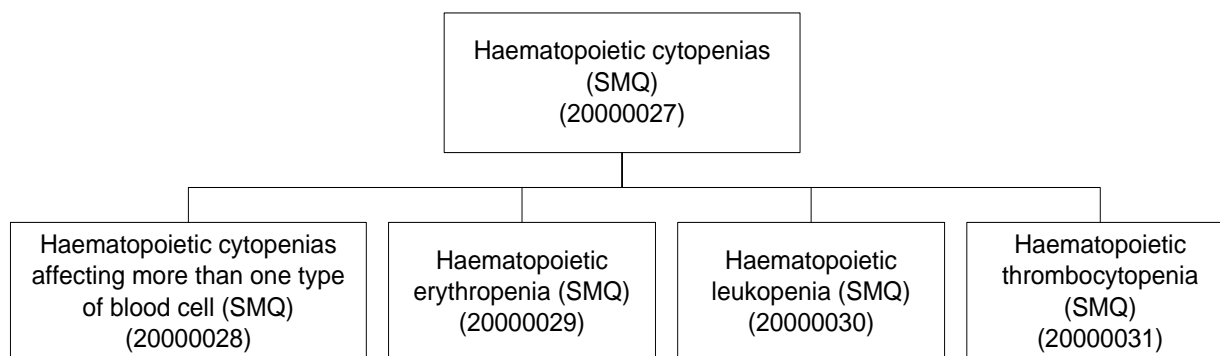 Haematopoietic cytopenias
(SMQ)
(20000027)
Haematopoietic cytopenias
affecting more than one type
of blood cell (SMQ)
(20000028)
Haematopoietic
erythropenia (SMQ)
(20000029)
Haematopoietic
leukopenia (SMQ)
(20000030)
Haematopoietic
thrombocytopenia
(SMQ)
(20000031)